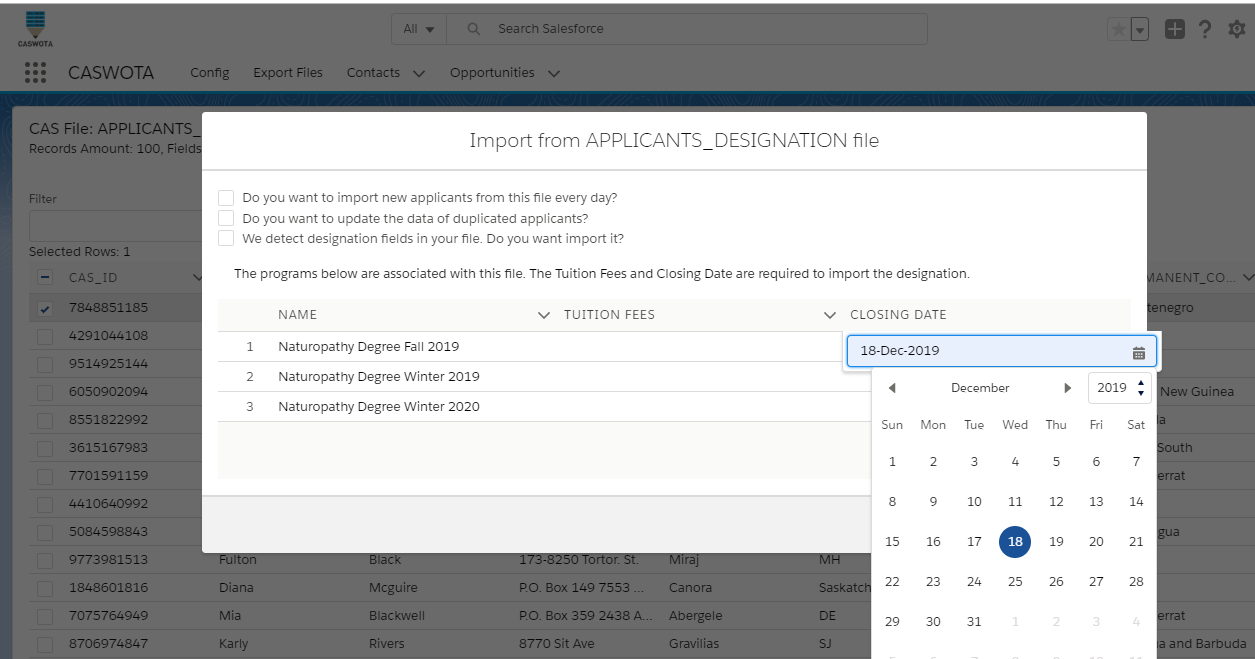 CASWOTA
All
Search Salesforce
CASWOTA Config Export Files Contacts Opportunities
CAS File: APPLICANTS_
Records Amount: 100, Fields
Filter
Selected Rows: 1
CAS_ID MANENT_CO...
7848851185 tenegro
4291044108
9514925144
6050902094 New Guinea
8551822992
3615167983 South
7701591159 errat
4410640992
5084598843 gua
9773981513 Fulton Black 173-8250 Tortor. St. Miraj MH
1848601816 Diana Mcguire P.O. Box 149 7553 ... Canora Saskatch
7075764949 Mia Blackwell P.O. Box 359 2438 A... Abergele DE errat
8706974847 Karly Rivers 8770 Sit Ave Gravilias SJ a and Barbuda
Import from APPLICANTS_DESIGNATION file
Do you want to import new applicants from this file every day?
Do you want to update the data of duplicated applicants?
We detect designation fields in your file. Do you want import it?
The programs below are associated with this file. The Tuition Fees and Closing Date are required to import the designation.
NAME TUITION FEES CLOSING DATE
1 Naturopathy Degree Fall 2019
2 Naturopathy Degree Winter 2019
3 Naturopathy Degree Winter 2020
18-Dec-2019
December 2019
Sun Mon Tue Wed Thu Fri Sat
1 2 3 4 5 6 7
8 9 10 11 12 13 14
15 16 17 18 19 20 21
22 23 24 25 26 27 28
29 30 31 1 2 3 4